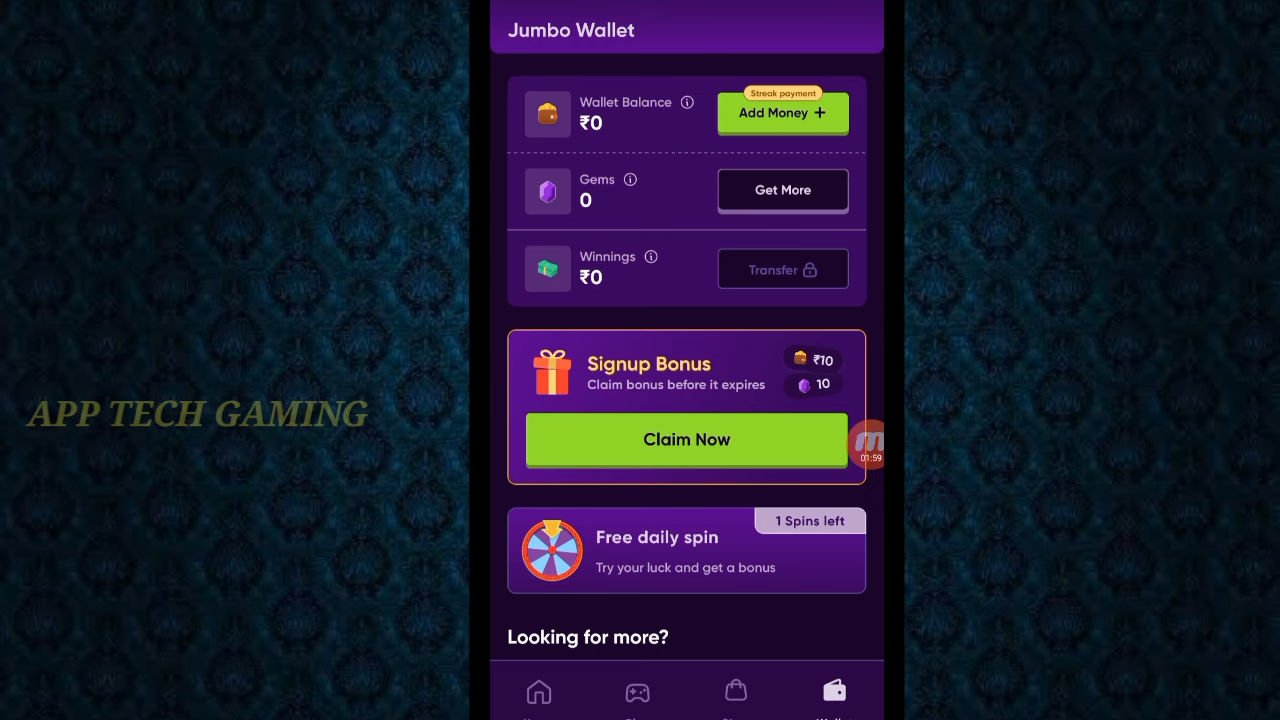 Jumbo Wallet
Wallet Balance
₹0
Streak payment
Add Money +
Gems
0
Get More
Winnings
₹0
Transfer
Signup Bonus
Claim bonus before it expires
₹10
10
Claim Now
APP TECH GAMING
01:59
1 Spins left
Free daily spin
Try your luck and get a bonus
Looking for more?